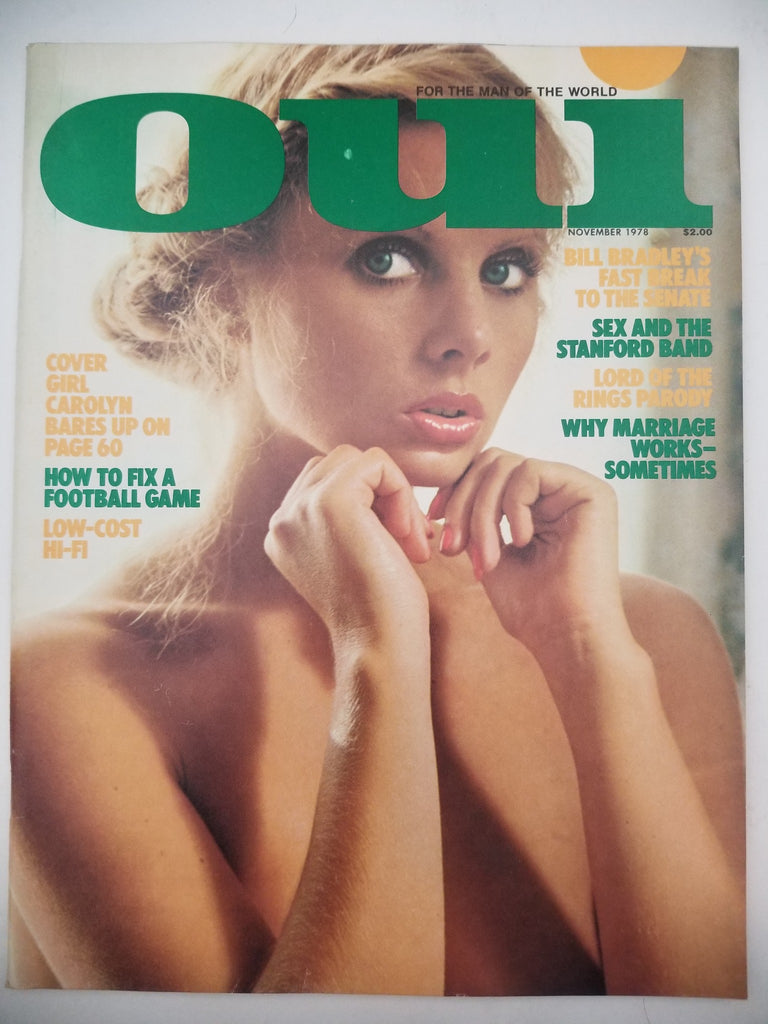 FOR THE MAN OF THE WORLD
oui
NOVEMBER 1978 $2.00
BILL BRADLEY'S
FAST BREAK
TO THE SENATE
SEX AND THE
STANFORD BAND
LORD OF THE
RINGS PARODY
WHY MARRIAGE
WORKS–
SOMETIMES
COVER
GIRL
CAROLYN
BARES UP ON
PAGE 60
HOW TO FIX A
FOOTBALL GAME
LOW-COST
HI-FI